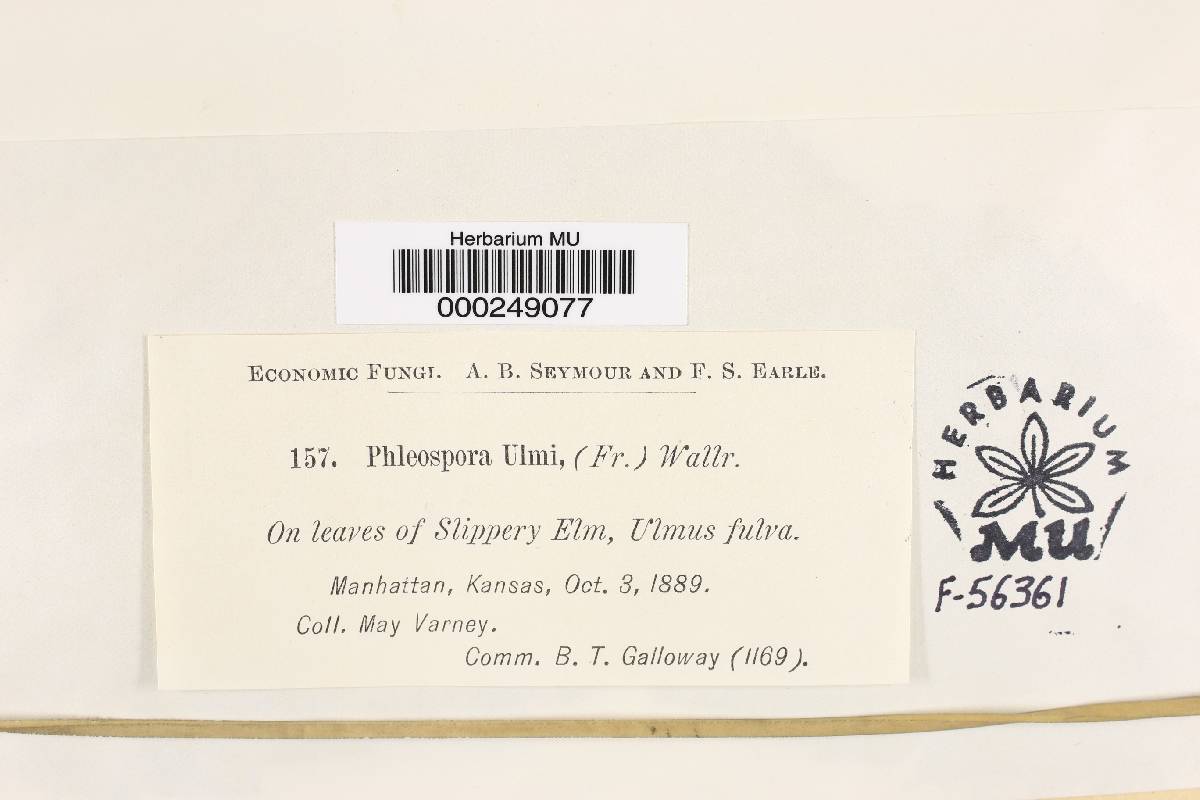 Herbarium MU
000249077
ECONOMIC FUNGI. A. B. SEYMOUR AND F. S. EARLE.
157. Phleospora Ulmi, (Fr.) Wallr.
On leaves of Slippery Elm, Ulmus fulva.
Manhattan, Kansas, Oct. 3, 1889.
Coll. May Varney.
Comm. B. T. Galloway (1169).
HERBARIUM
MU
F-56361